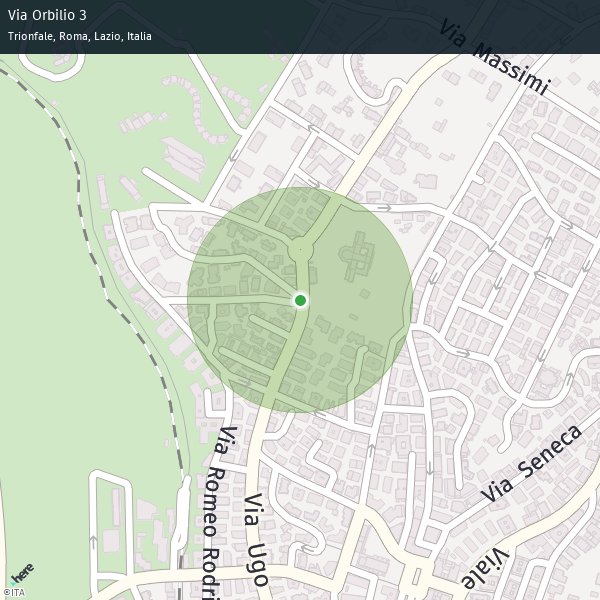 Via Orbilio 3
Trionfale, Roma, Lazio, Italia
Via Massimi
Via Seneca
Via Romeo Rodri
Via Ugo
Viale
here
©ITA